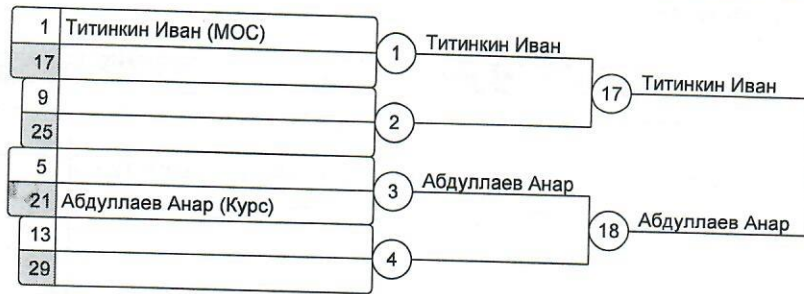 1 Титинкин Иван (МОС)
17
1 Титинкин Иван
9
25
2
17 Титинкин Иван
5
21 Абдуллаев Анар (Курс)
3 Абдуллаев Анар
13
29
4
18 Абдуллаев Анар